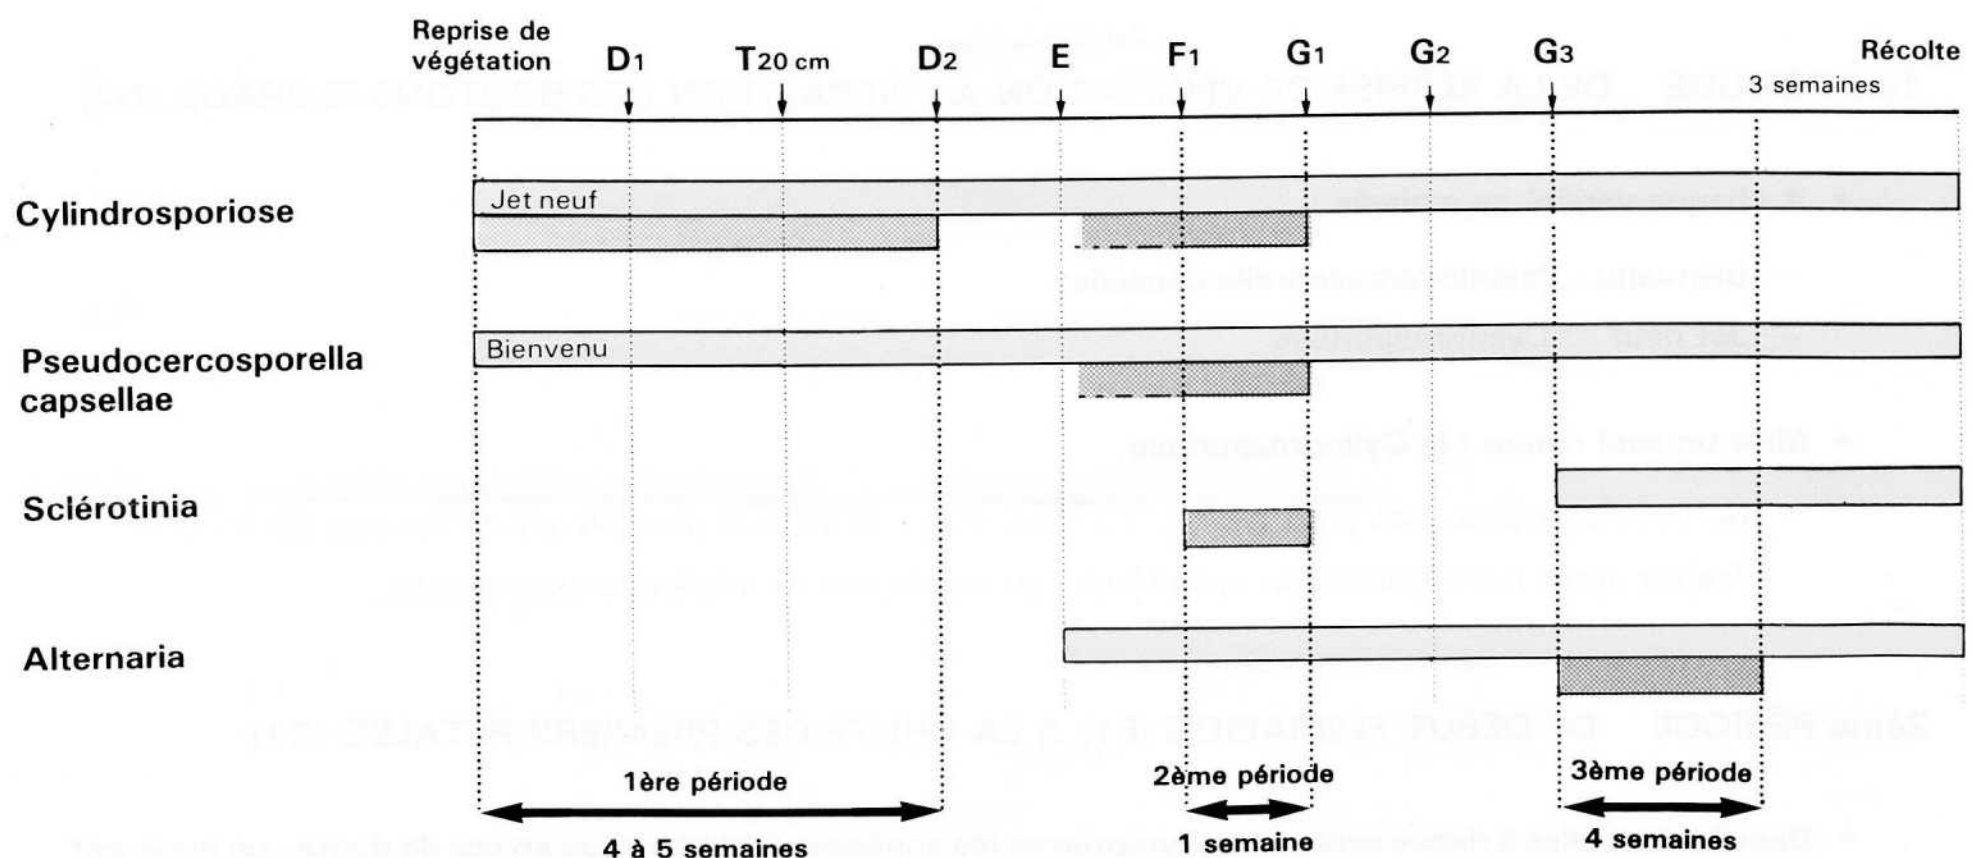 Reprise de
végétation
D1
T20 cm
D2
E
F1
G1
G2
G3
Récolte
3 semaines
Cylindrosporiose
Jet neuf
Pseudocercosporella
capsellae
Bienvenu
Sclérotinia
Alternaria
1ère période
2ème période
3ème période
4 à 5 semaines
1 semaine
4 semaines